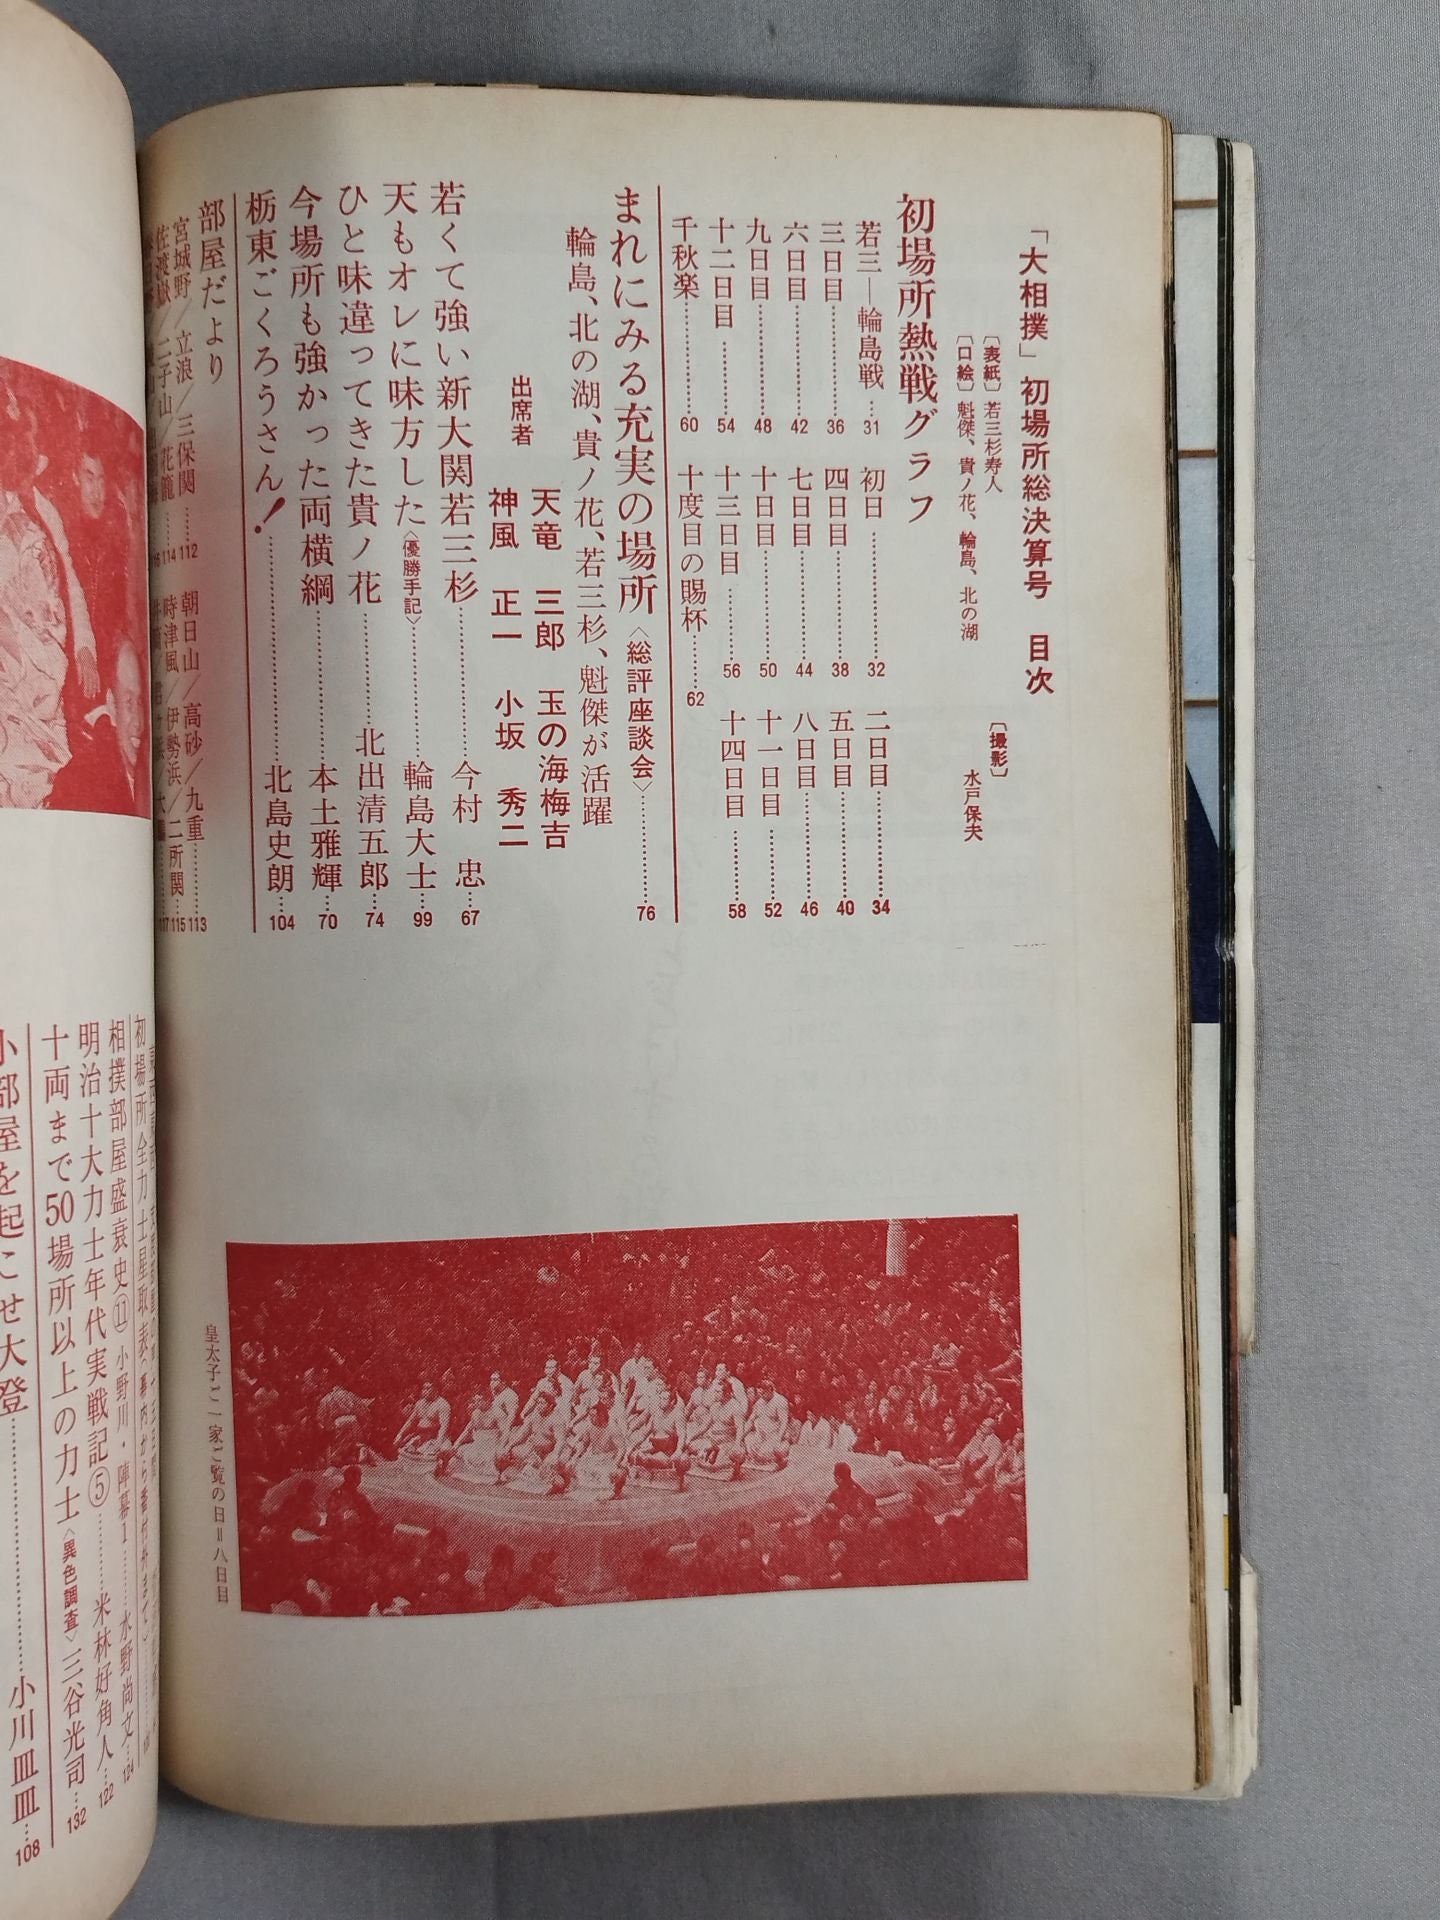 「大相撲」初場所総決算号　目次
〔表紙〕若三杉寿人
〔口絵〕魁傑、貴ノ花、輪島、北の湖
〔撮影〕
水戸保夫
初場所熱戦グラフ
若三―輪島戦…31　初日…………32　二日目…………34
三日目…………36　四日目…………38　五日目…………40
六日目…………42　七日目…………44　八日目…………46
九日目…………48　十日目…………50　十一日目………52
十二日目………54　十三日目………56　十四日目………58
千秋楽…………60　十度目の賜杯……62
まれにみる充実の場所〈総評座談会〉…………76
輪島、北の湖、貴ノ花、若三杉、魁傑が活躍
出席者　天竜　三郎　玉の海梅吉
神風　正一　小坂　秀二
若くて強い新大関若三杉…………今村　忠…67
天もオレに味方した〈優勝手記〉…………輪島大士…99
ひと味違ってきた貴ノ花…………北出清五郎…74
今場所も強かった両横綱…………本土雅輝…70
栃東ごくろうさん！…………北島史朗…104
部屋だより
宮城野／立浪／三保関……112　朝日山／高砂／九重…………113
佐渡嶽／二子山／花籠……114　時津風／伊勢浜／二所関……115
皇太子ご一家ご覧の日＝八日目
初場所全力士星取表〈幕内から番付外まで〉
相撲部屋盛衰史⑪小野川・陣幕1………水野尚文…124
明治十大力士年代実戦記⑤…………米林好角人…122
十両まで50場所以上の力士〈異色調査〉三谷光司…132
小部屋を起こせ大登…………小川皿皿…108